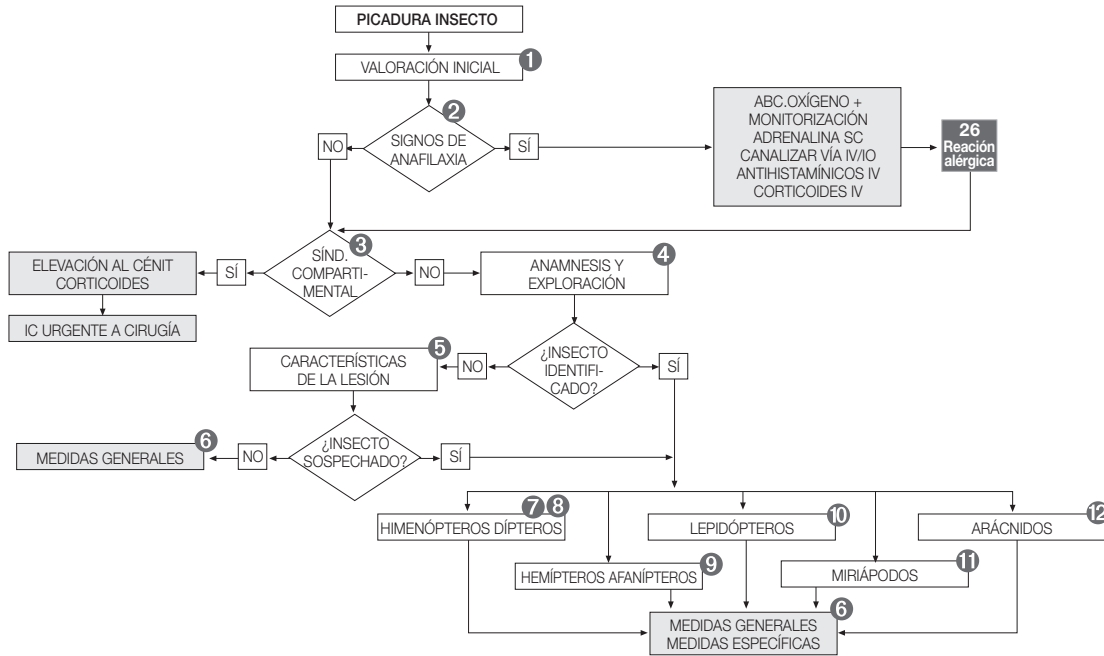 PICADURA INSECTO
VALORACIÓN INICIAL
1
2
SIGNOS DE
ANAFILAXIA
NO
SÍ
ABC.OXÍGENO +
MONITORIZACIÓN
ADRENALINA SC
CANALIZAR VÍA IV/IO
ANTIHISTAMÍNICOS IV
CORTICOIDES IV
26
Reación
alérgica
3
SÍND.
COMPARTI-
MENTAL
SÍ
NO
ELEVACIÓN AL CÉNIT
CORTICOIDES
IC URGENTE A CIRUGÍA
4
ANAMNESIS Y
EXPLORACIÓN
¿INSECTO
IDENTIFI-
CADO?
NO
SÍ
5
CARACTERÍSTICAS
DE LA LESIÓN
¿INSECTO
SOSPECHADO?
NO
SÍ
6
MEDIDAS GENERALES
7 8
HIMENÓPTEROS DÍPTEROS
10
LEPIDÓPTEROS
12
ARÁCNIDOS
9
HEMÍPTEROS AFANÍPTEROS
11
MIRIÁPODOS
6
MEDIDAS GENERALES
MEDIDAS ESPECÍFICAS